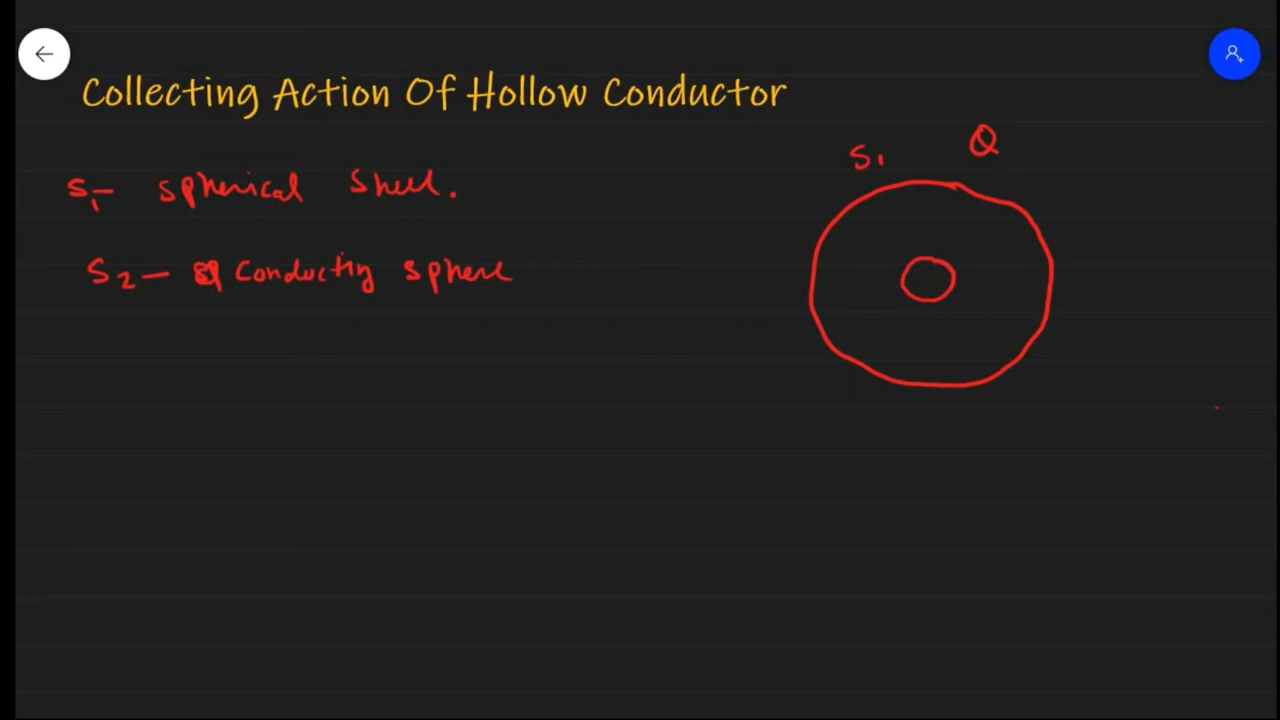 Collecting Action Of Hollow Conductor
S₁ Q
S₁- Spherical Shell.
S₂ - Conducting Sphere